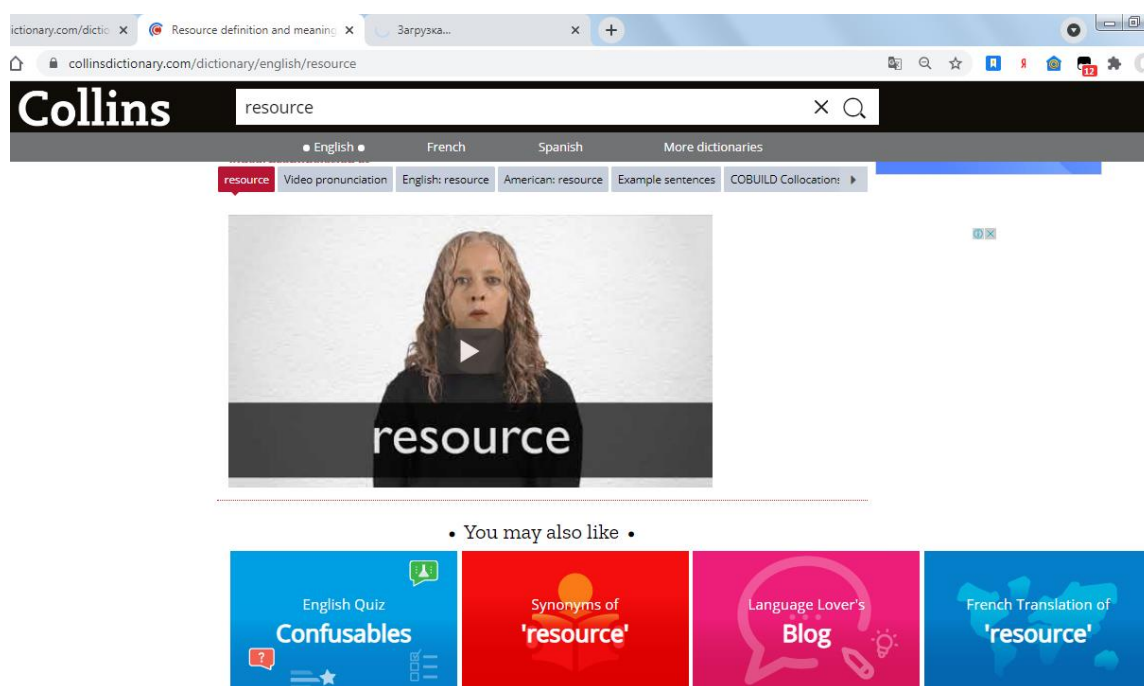 ictionary.com/dictio
Resource definition and meaning
Загрузка...
collinsdictionary.com/dictionary/english/resource
12
Collins
resource
English
French
Spanish
More dictionaries
resource
Video pronunciation
English: resource
American: resource
Example sentences
COBUILD Collocations
resource
• You may also like •
English Quiz
Confusables
Synonyms of
'resource'
Language Lover's
Blog
French Translation of
'resource'